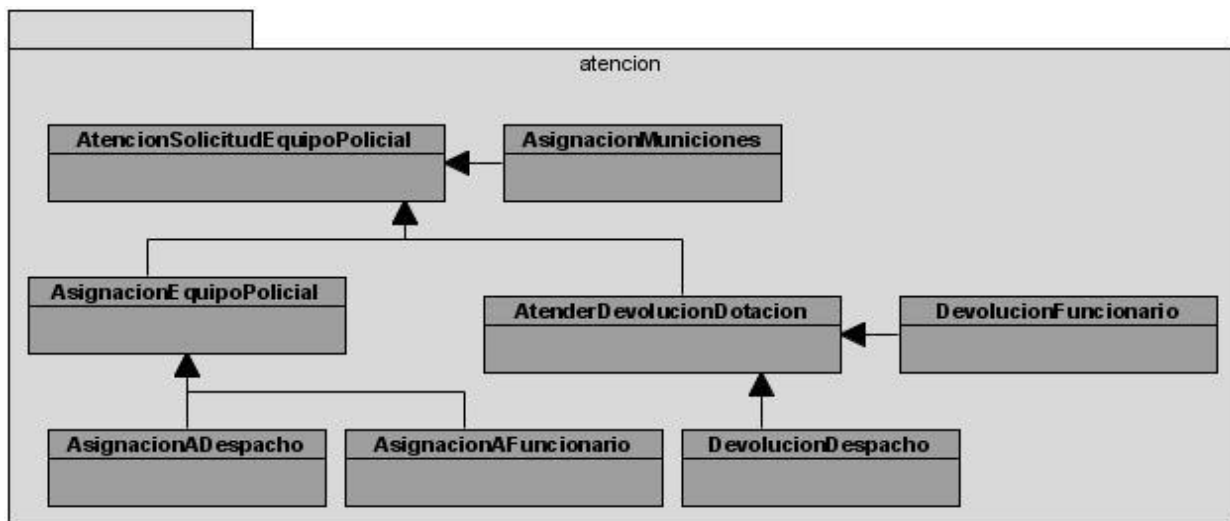 atencion
AtencionSolicitudEquipoPolicial
AsignacionMuniciones
AsignacionEquipoPolicial
AtenderDevolucionDotacion
DevolucionFuncionario
AsignacionADespacho
AsignacionAFuncionario
DevolucionDespacho